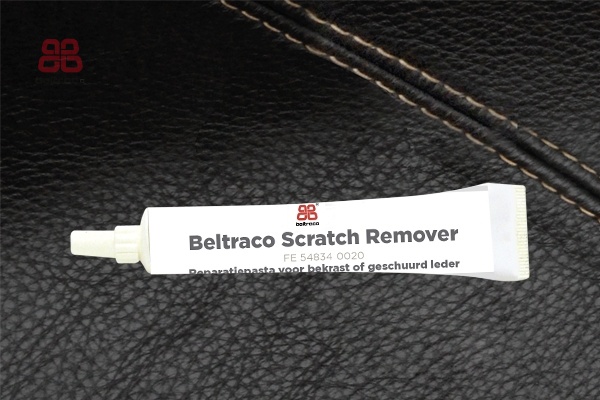 beltraco
Beltraco Scratch Remover
FE 54834 0020
Reparatiepasta voor bekrast of geschuurd leder